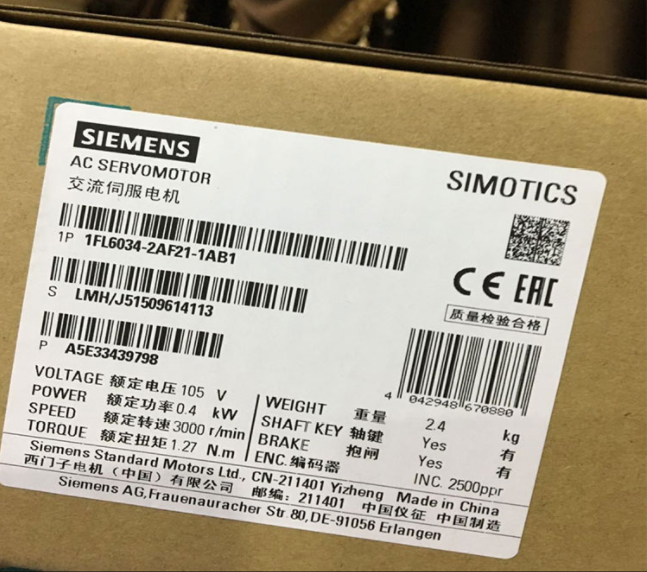 SIEMENS
AC SERVOMOTOR
交流伺服电机
SIMOTICS
1P 1FL6034-2AF21-1AB1
S LMH/J51509614113
P A5E33439798
CE EAC
质量检验合格
4 042948 670880
VOLTAGE 额定电压 105 V
POWER 额定功率 0.4 kW
SPEED 额定转速 3000 r/min
TORQUE 额定扭矩 1.27 N.m
WEIGHT 重量 2.4 kg
SHAFT KEY 轴键 Yes 有
BRAKE 抱闸 Yes 有
ENC.编码器 INC. 2500ppr
Siemens Standard Motors Ltd., CN-211401 Yizheng Made in China
西门子电机（中国）有限公司 邮编：211401 中国仪征 中国制造
Siemens AG,Frauenauracher Str 80,DE-91056 Erlangen